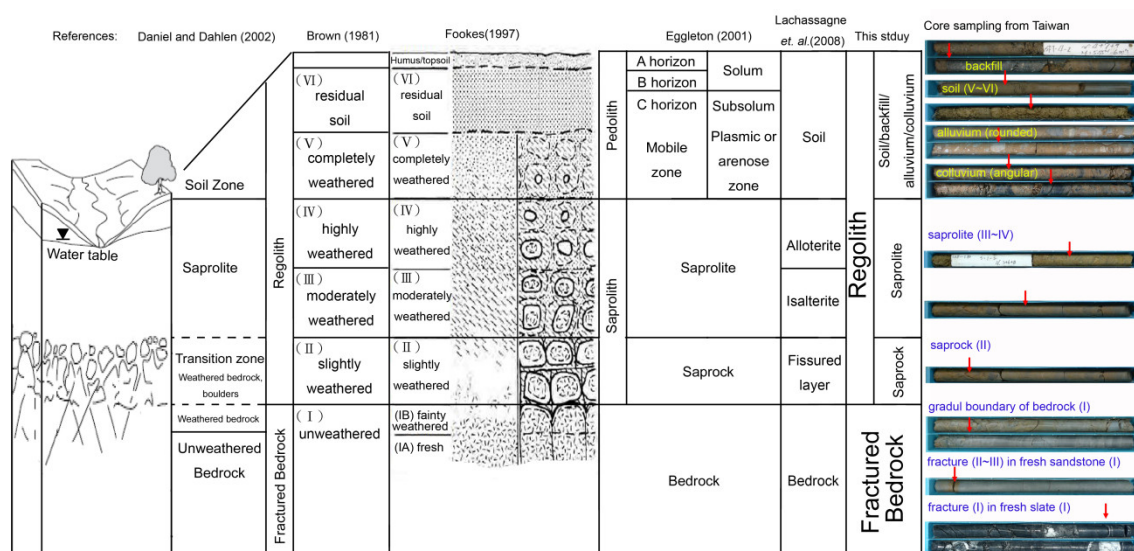 References:
Daniel and Dahlen (2002)
Brown (1981)
Fookes(1997)
Eggleton (2001)
Lachassagne
et. al.(2008)
This stduy
Core sampling from Taiwan
Water table
Soil Zone
Saprolite
Transition zone
Weathered bedrock,
boulders
Weathered bedrock
Unweathered
Bedrock
Regolith
Fractured Bedrock
(Ⅵ)
residual
soil
(Ⅴ)
completely
weathered
(Ⅳ)
highly
weathered
(Ⅲ)
moderately
weathered
(Ⅱ)
slightly
weathered
(Ⅰ)
unweathered
Humus/topsoil
(Ⅵ)
residual
soil
(Ⅴ)
completely
weathered
(Ⅳ)
highly
weathered
(Ⅲ)
moderately
weathered
(Ⅱ)
slightly
weathered
(IB) fainty
weathered
(IA) fresh
Pedolith
Saprolith
A horizon
B horizon
C horizon
Mobile
zone
Solum
Subsolum
Plasmic or
arenose
zone
Saprolite
Saprock
Bedrock
Soil
Alloterite
Isalterite
Fissured
layer
Bedrock
Regolith
Fractured
Bedrock
Soil/backfill/
alluvium/colluvium
Saprolite
Saprock
backfill
soil (V~VI)
alluvium (rounded)
colluvium (angular)
saprolite (III~IV)
saprock (II)
gradul boundary of bedrock (I)
fracture (II~III) in fresh sandstone (I)
fracture (I) in fresh slate (I)